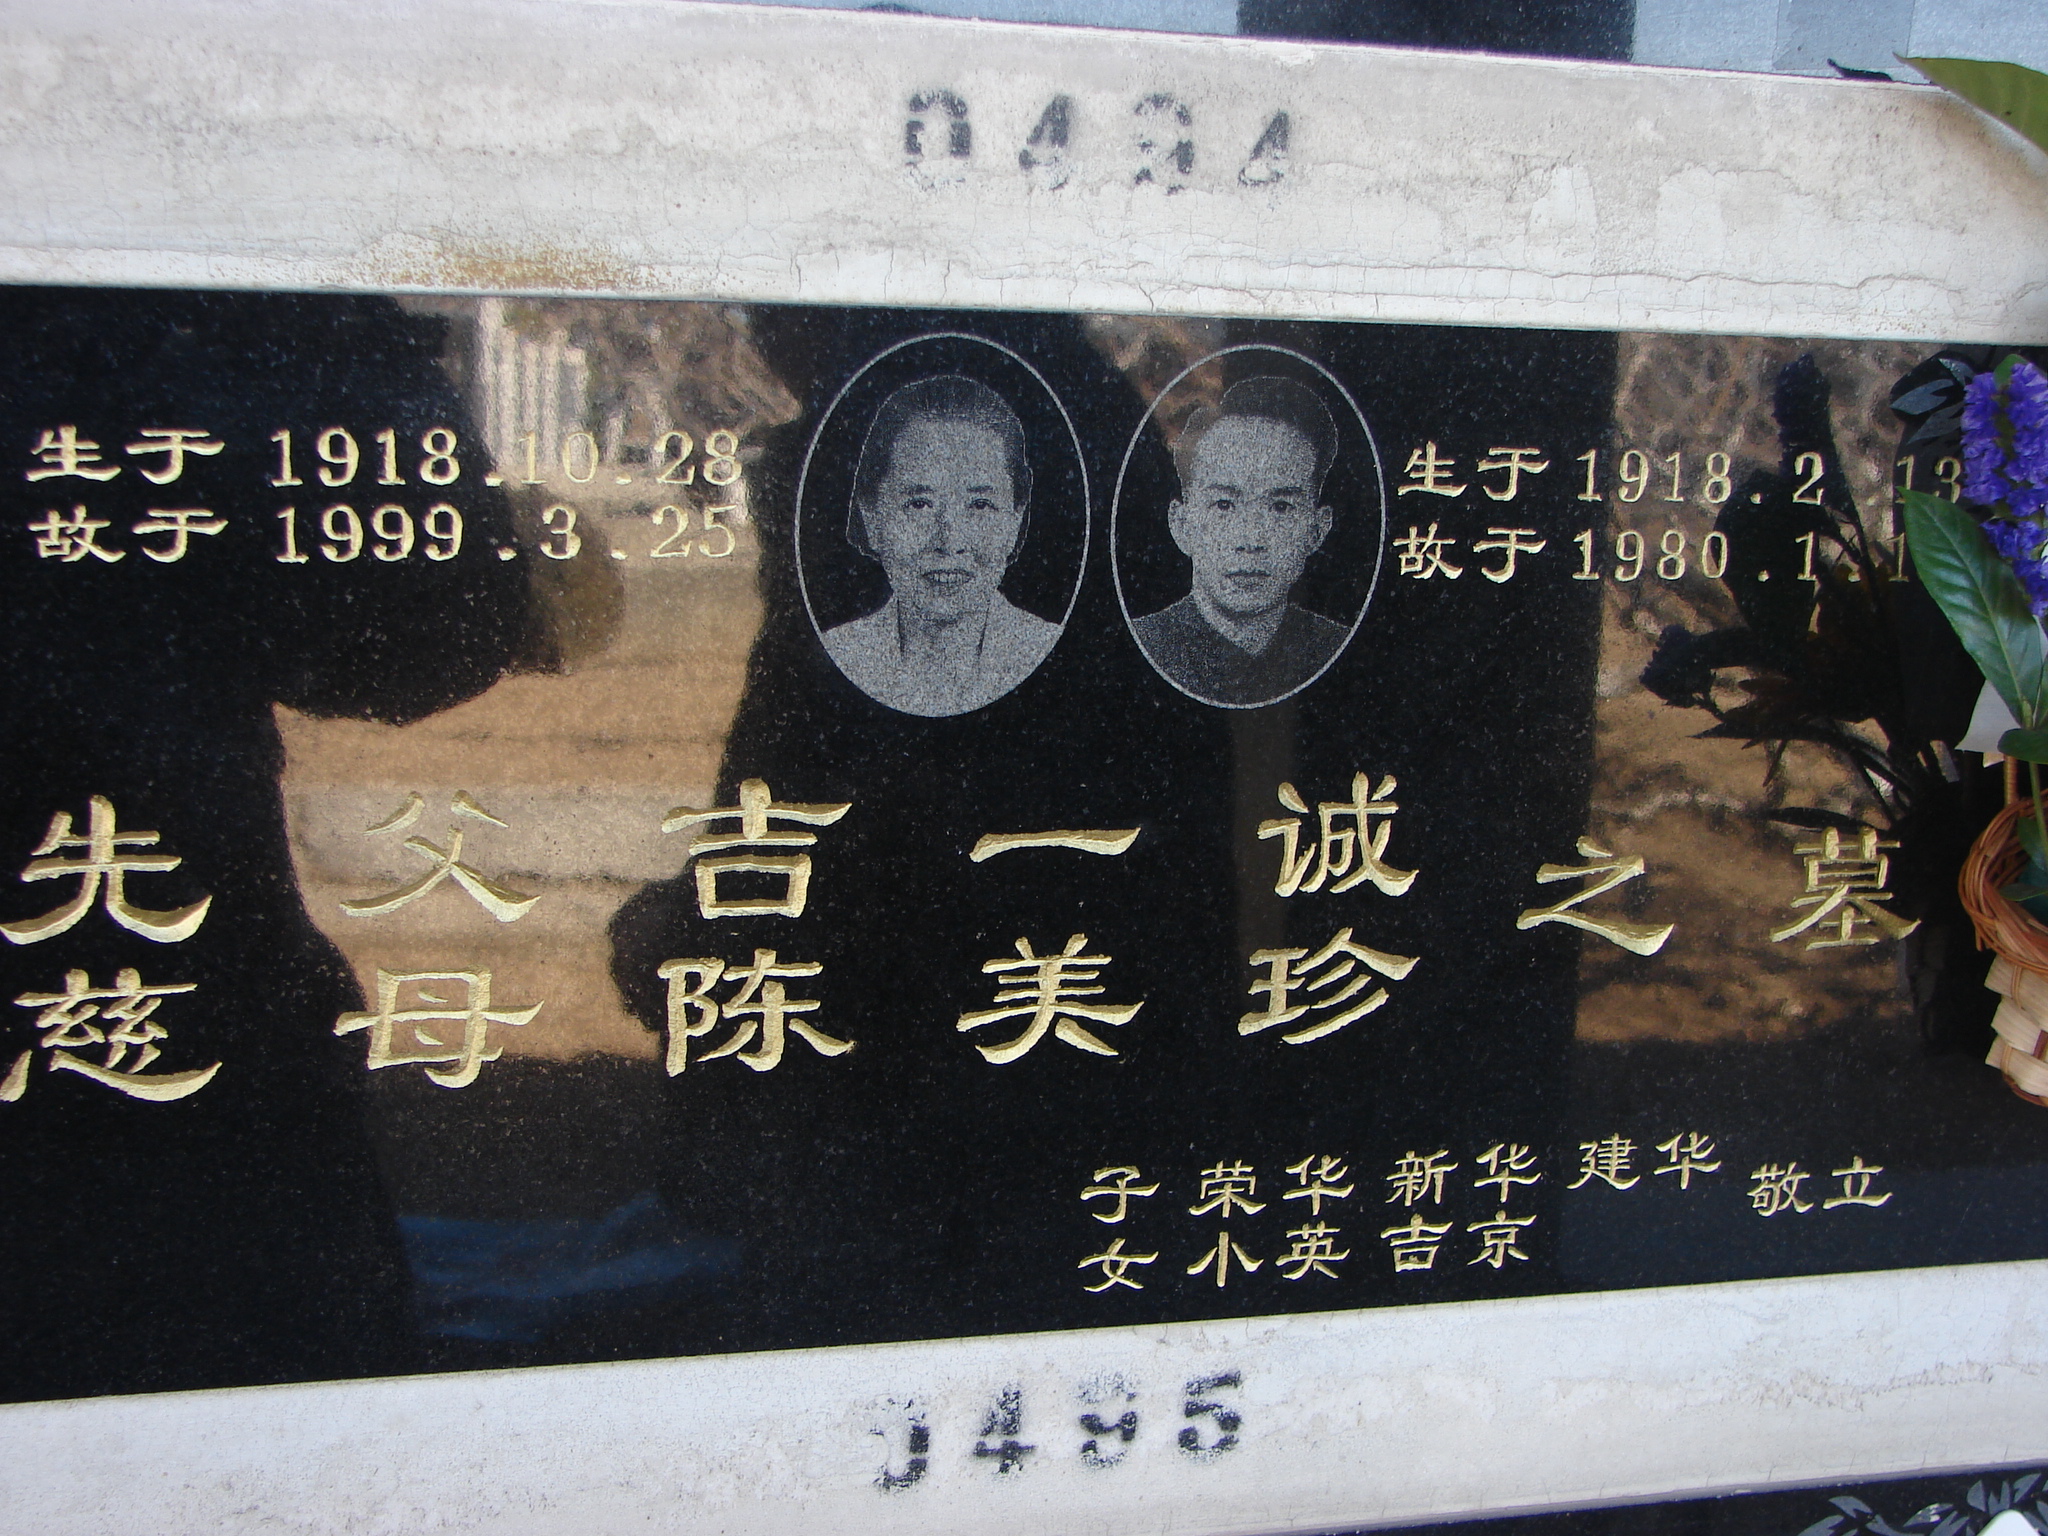 0494
生于 1918.10.28
故于 1999.3.25
生于 1918.2.13
故于 1980.1.1
先父吉一诚之墓
慈母陈美珍
子 荣华 新华 建华 敬立
女 小英 吉京
0495